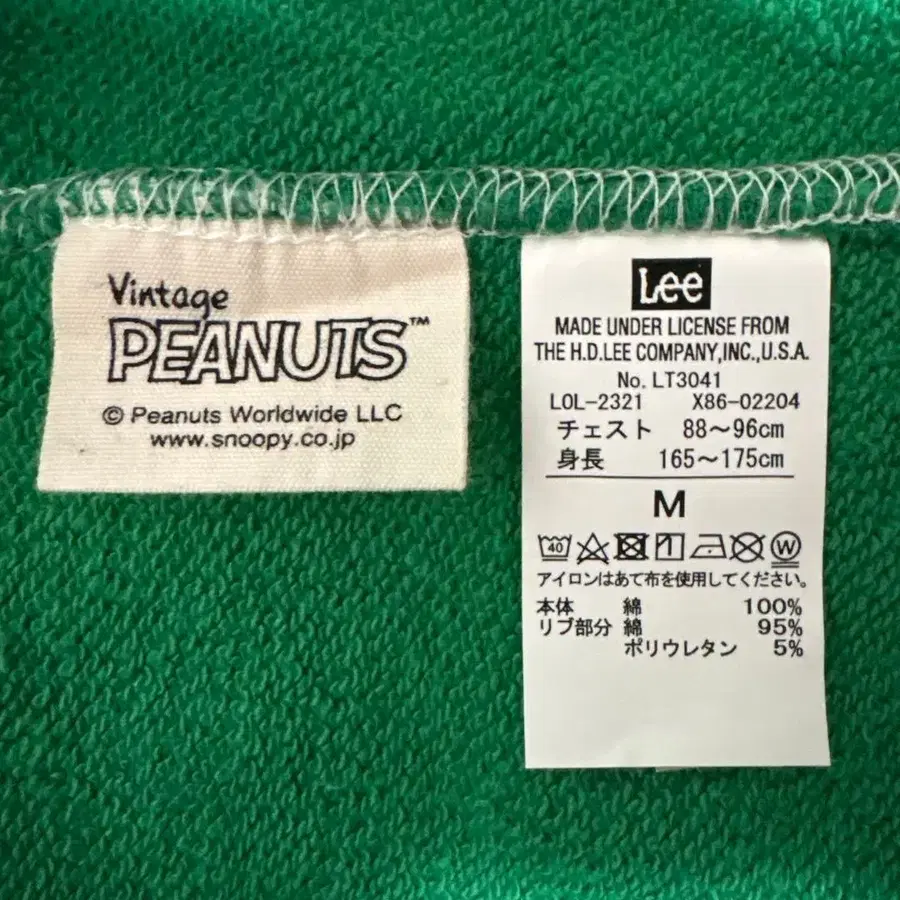 Vintage
PEANUTS™
© Peanuts Worldwide LLC
www.snoopy.co.jp
Lee
MADE UNDER LICENSE FROM
THE H.D.LEE COMPANY,INC.,U.S.A.
No. LT3041
LOL-2321 X86-02204
チェスト 88～96cm
身長 165～175cm
M
40 W
アイロンはあて布を使用してください。
本体 綿 100%
リブ部分 綿 95%
ポリウレタン 5%